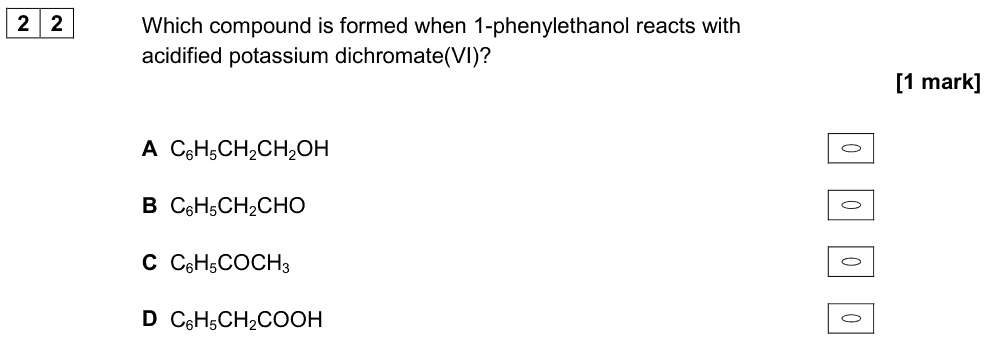 2 2 Which compound is formed when 1-phenylethanol reacts with
acidified potassium dichromate(VI)?
[1 mark]
A C₆H₅CH₂CH₂OH
B C₆H₅CH₂CHO
C C₆H₅COCH₃
D C₆H₅CH₂COOH